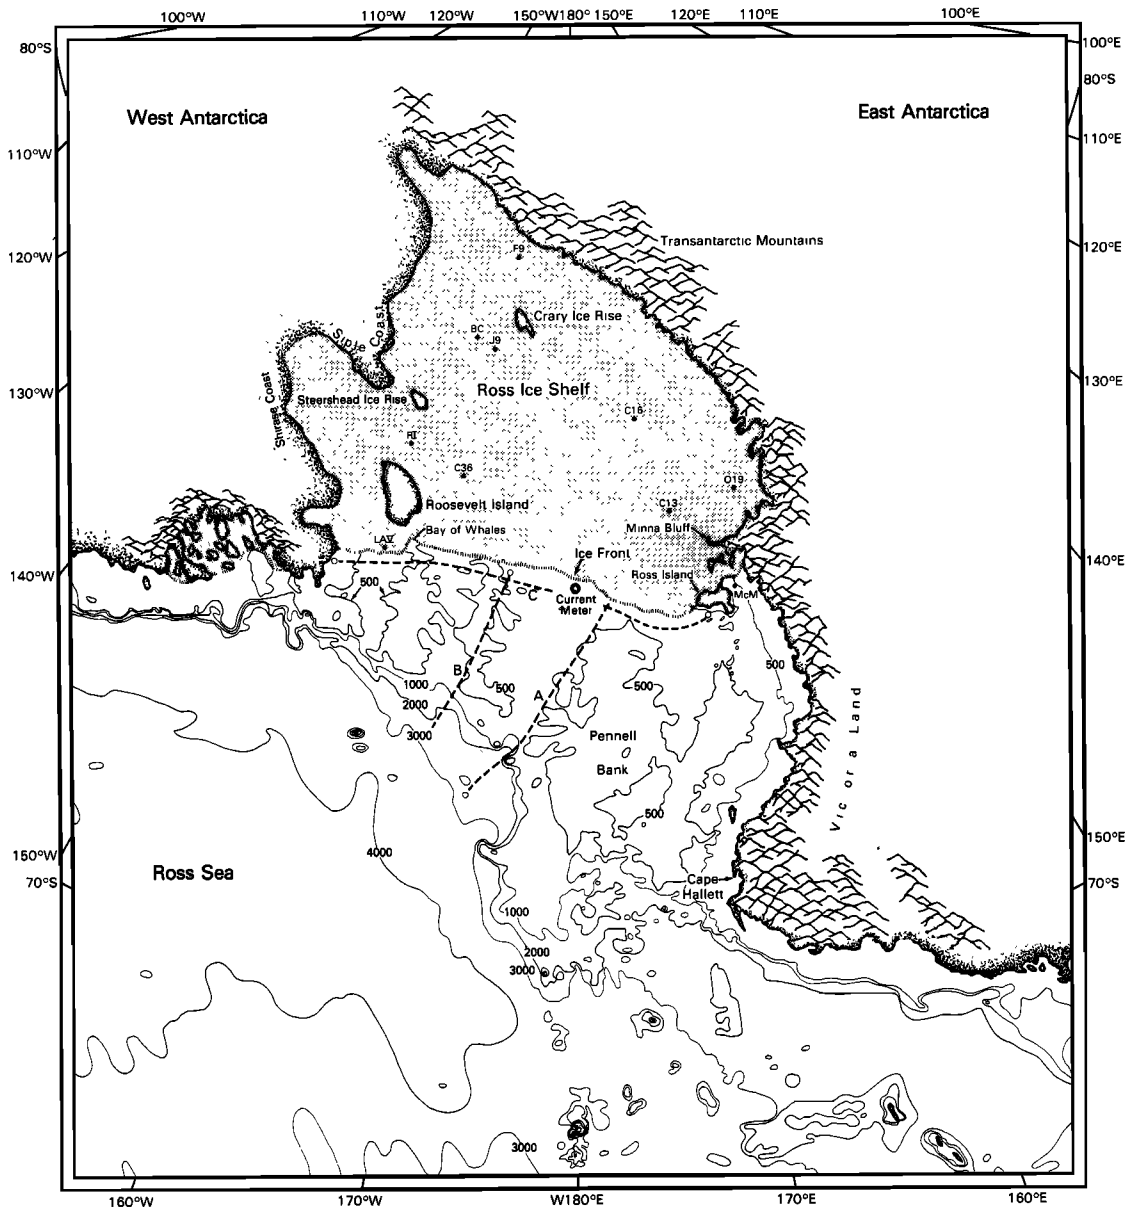 100°W 110°W 120°W 150°W 180° 150°E 120°E 110°E 100°E
80°S
100°E
80°S
West Antarctica
East Antarctica
110°W
110°E
Transantarctic Mountains
120°W
120°E
F9
Crary Ice Rise
Siple Coast
BC
J9
130°W
130°E
Ross Ice Shelf
Steershead Ice Rise
Shirase Coast
C16
RI
C36
O19
Roosevelt Island
C13
Bay of Whales
Minna Bluff
LAV
Ice Front
140°W
140°E
500
Ross Island
McM
C
Current
Meter
B
500
500
500
1000
A
2000
3000
Pennell
Bank
Vic or a Land
500
150°W
150°E
4000
70°S
70°S
Ross Sea
Cape
Hallett
1000
2000
3000
3000
160°W 170°W W180°E 170°E 160°E